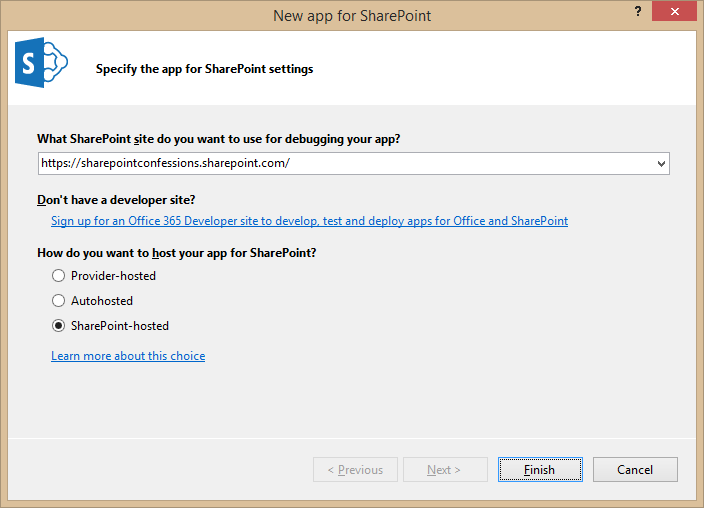 New app for SharePoint
?
x
S
Specify the app for SharePoint settings
What SharePoint site do you want to use for debugging your app?
https://sharepointconfessions.sharepoint.com/
Don't have a developer site?
Sign up for an Office 365 Developer site to develop, test and deploy apps for Office and SharePoint
How do you want to host your app for SharePoint?
Provider-hosted
Autohosted
SharePoint-hosted
Learn more about this choice
< Previous
Next >
Finish
Cancel